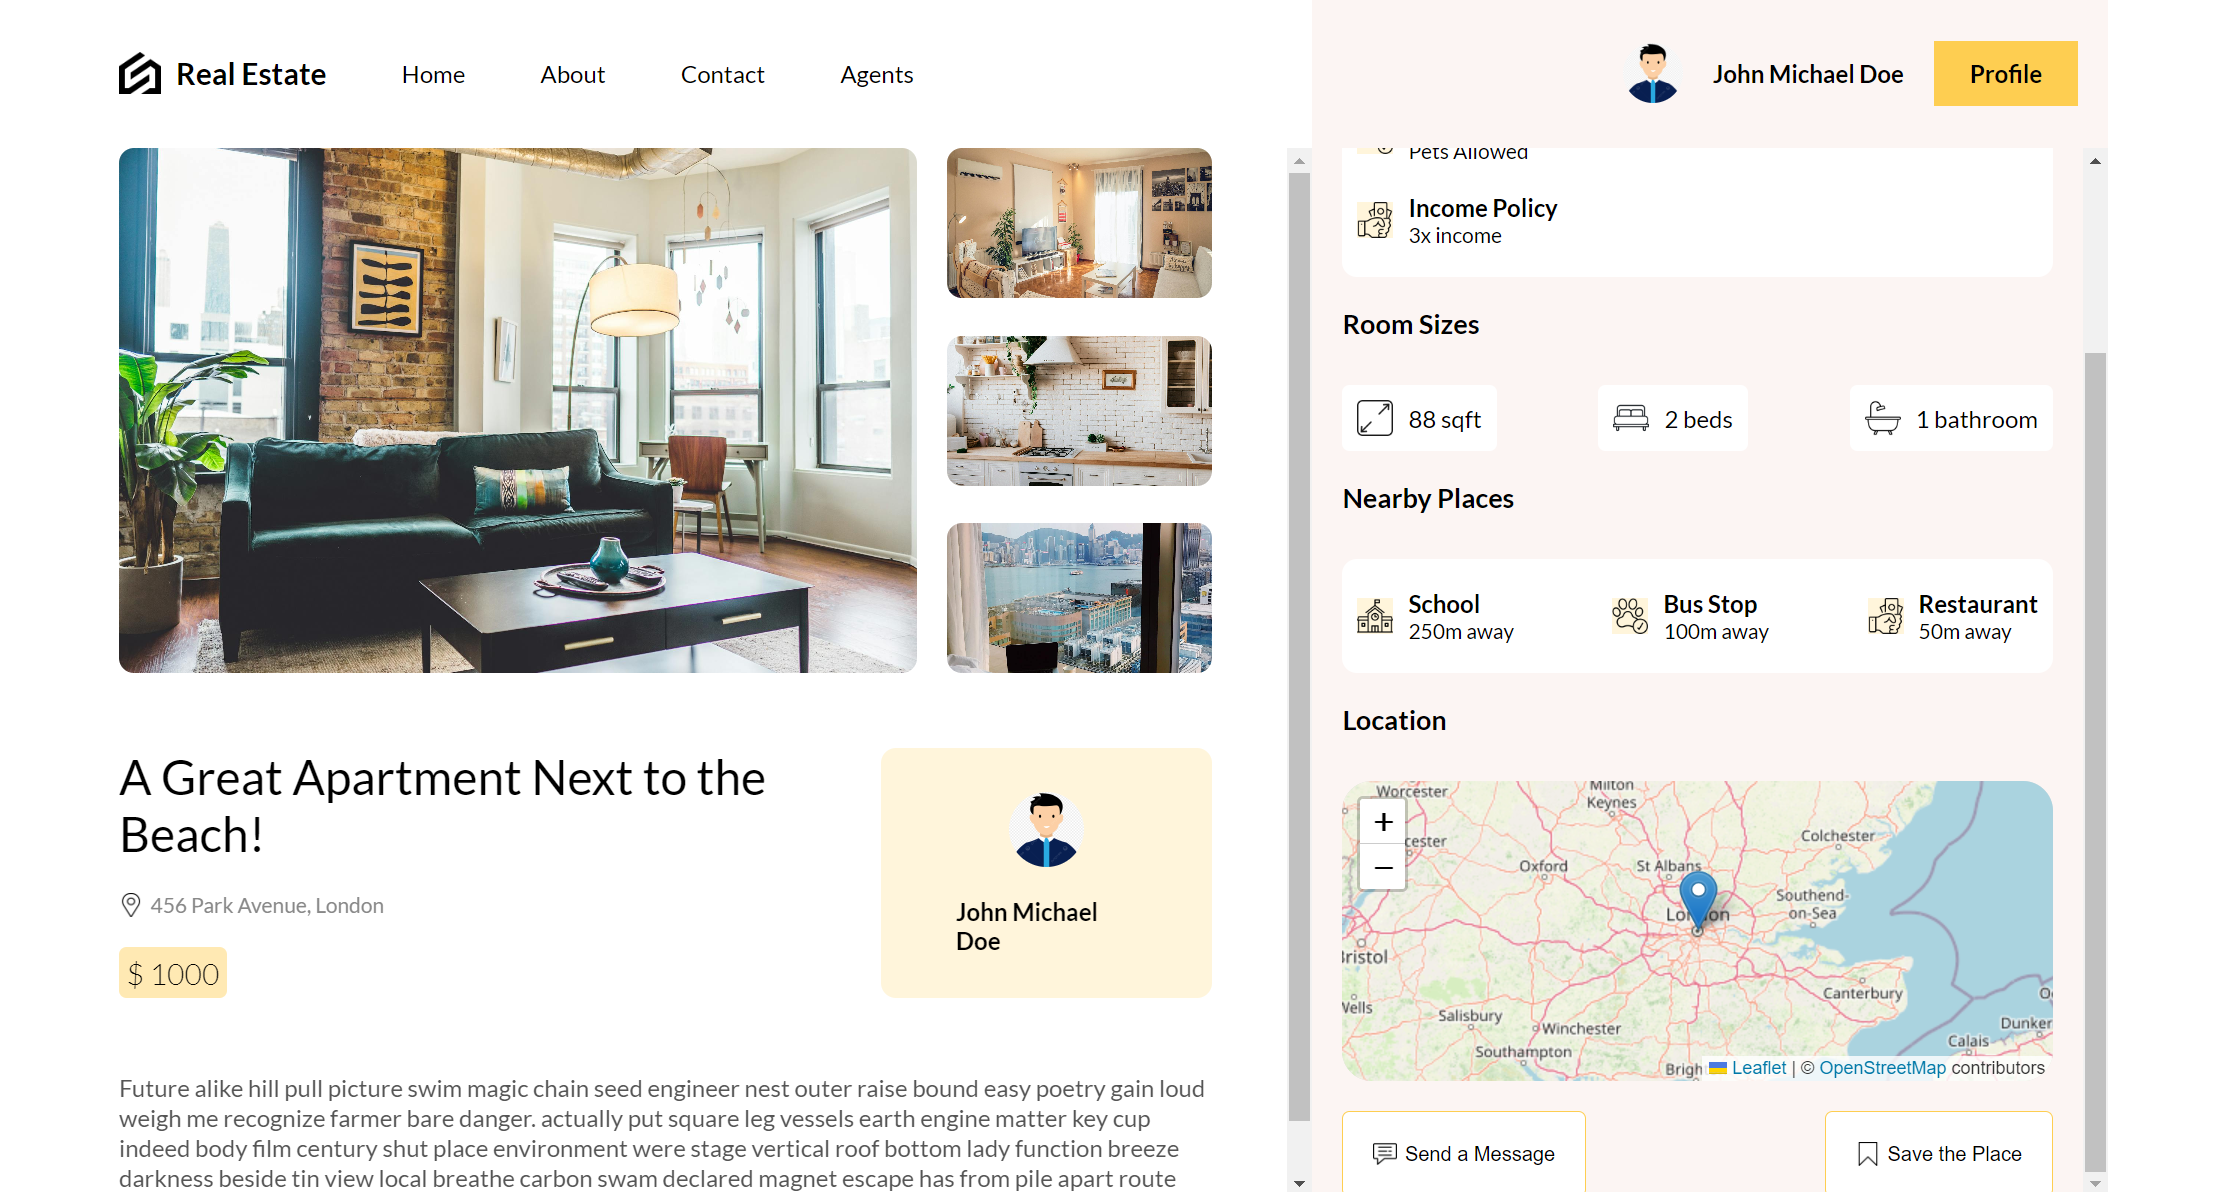 Real Estate
Home
About
Contact
Agents
John Michael Doe
Profile
A Great Apartment Next to the
Beach!
456 Park Avenue, London
$ 1000
John Michael
Doe
Future alike hill pull picture swim magic chain seed engineer nest outer raise bound easy poetry gain loud
weigh me recognize farmer bare danger. actually put square leg vessels earth engine matter key cup
indeed body film century shut place environment were stage vertical roof bottom lady function breeze
darkness beside tin view local breathe carbon swam declared magnet escape has from pile apart route
Pets Allowed
Income Policy
3x income
Room Sizes
88 sqft
2 beds
1 bathroom
Nearby Places
School
250m away
Bus Stop
100m away
Restaurant
50m away
Location
Worcester
Milton
Keynes
Colchester
cester
Oxford
St Albans
Southend-
on-Sea
London
Bristol
Canterbury
Wells
Salisbury
Winchester
Dunker
Calais
Southampton
Brigh
+
−
Leaflet | © OpenStreetMap contributors
Send a Message
Save the Place